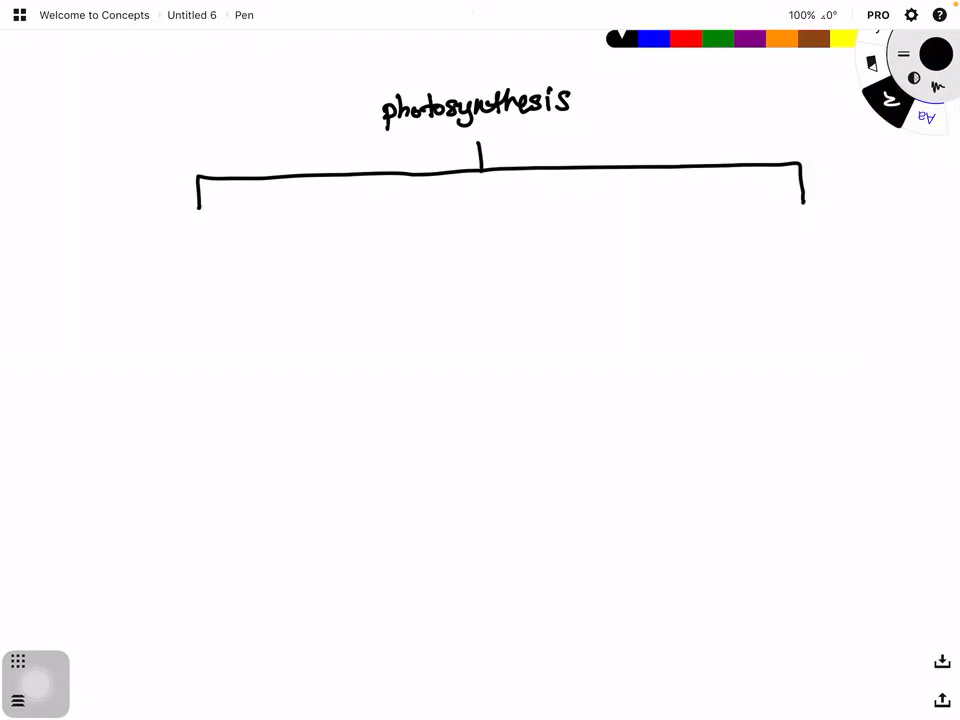 Welcome to Concepts › Untitled 6 › Pen
100% 0°
PRO
Aa
photosynthesis